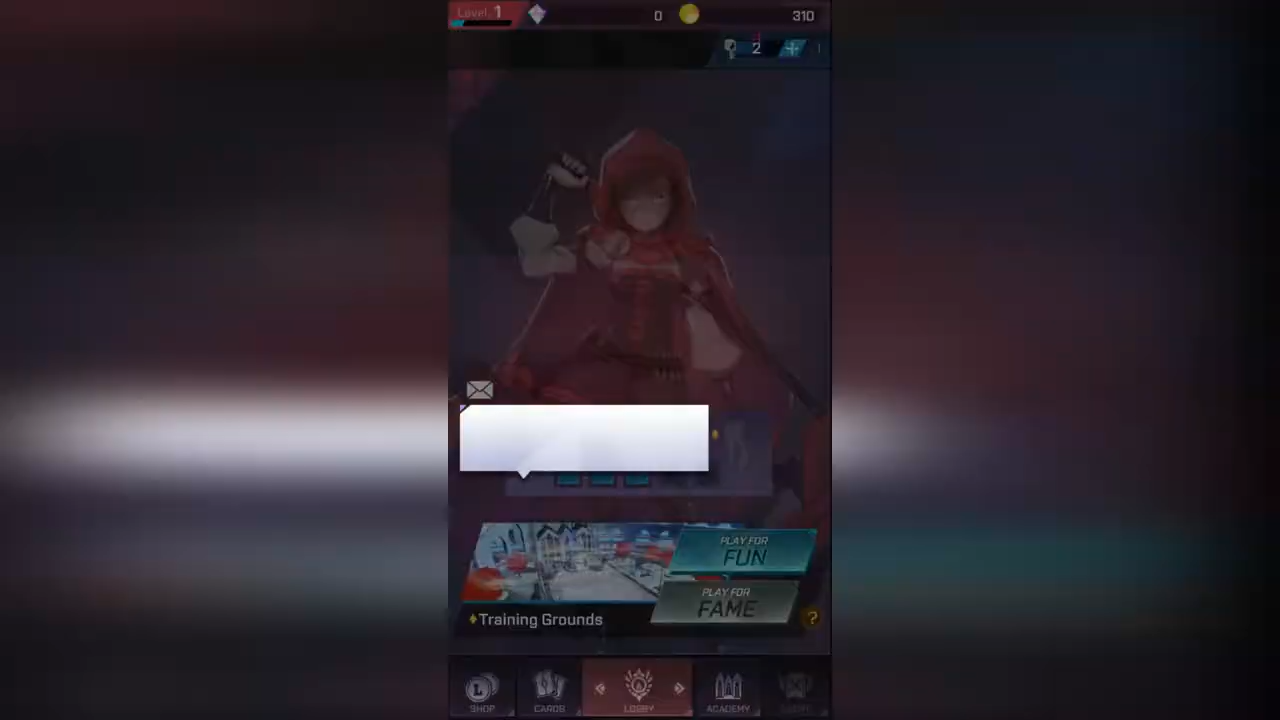 Level. 1
0
310
2
PLAY FOR
FUN
PLAY FOR
FAME
Training Grounds
?
SHOP
CARDS
LOBBY
ACADEMY